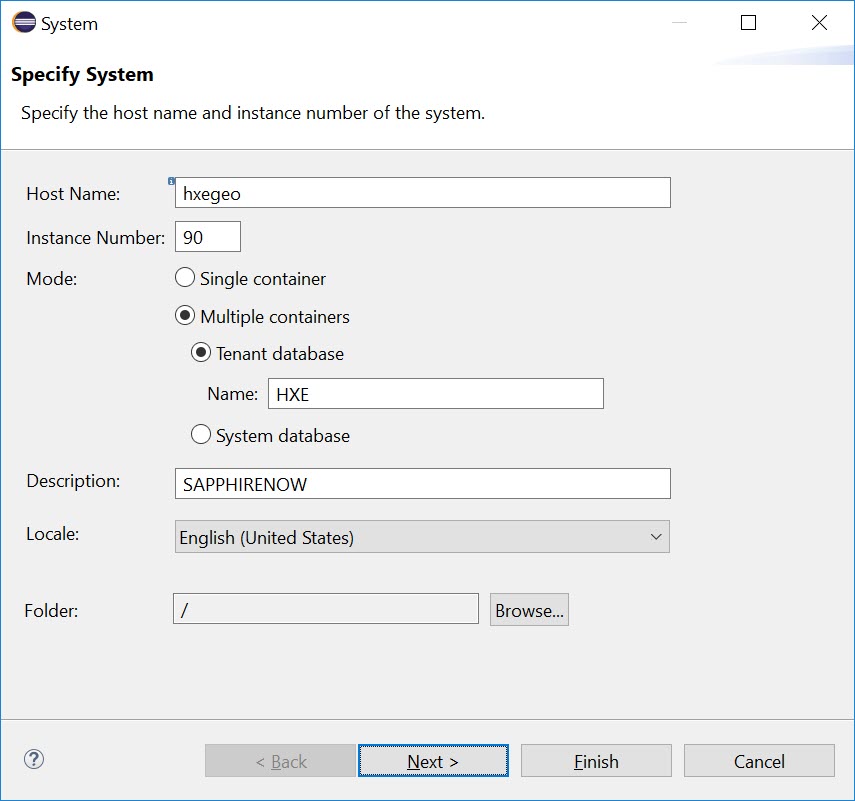 System
Specify System
Specify the host name and instance number of the system.
Host Name: hxegeo
Instance Number: 90
Mode: Single container
Multiple containers
Tenant database
Name: HXE
System database
Description: SAPPHIRENOW
Locale: English (United States)
Folder: / Browse...
? < Back Next > Finish Cancel